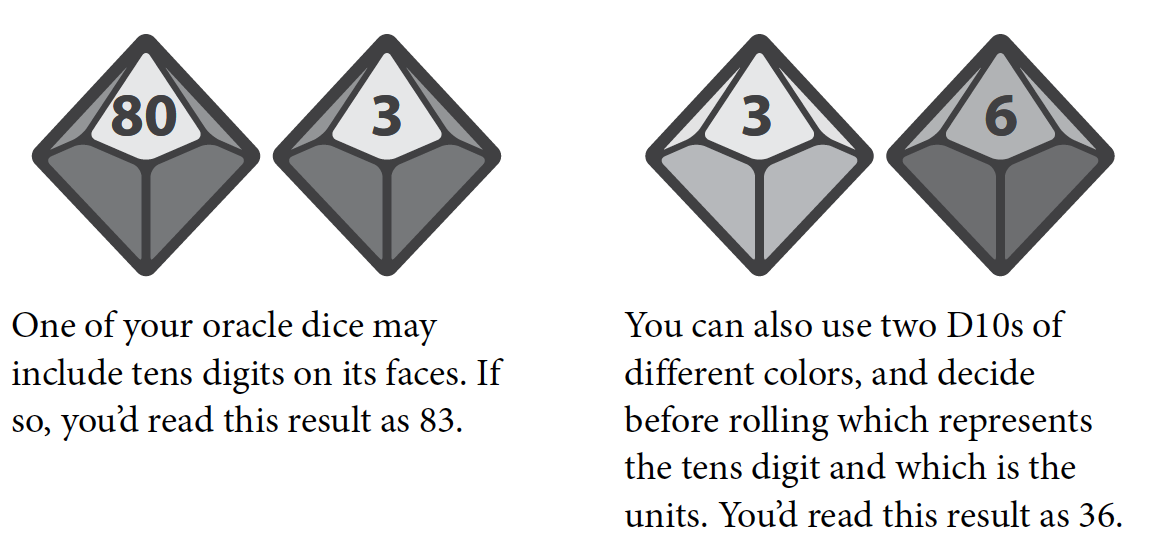 80 3
3 6
One of your oracle dice may
include tens digits on its faces. If
so, you’d read this result as 83.
You can also use two D10s of
different colors, and decide
before rolling which represents
the tens digit and which is the
units. You’d read this result as 36.